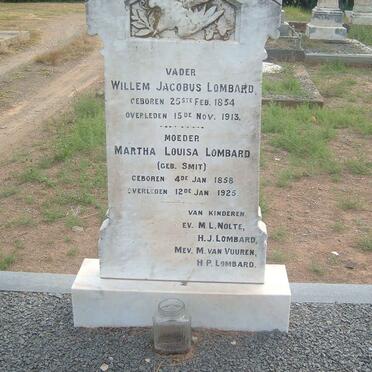 VADER
WILLEM JACOBUS LOMBARD,
GEBOREN 25STE FEB. 1854
OVERLEDEN 15DE NOV. 1913.
MOEDER
MARTHA LOUISA LOMBARD
(GEB. SMIT)
GEBOREN 4DE JAN 1858
OVERLEDEN 12DE JAN 1925
VAN KINDEREN
EV. M L. NOLTE,
H.J. LOMBARD,
MEV. M. VAN VUUREN,
H P. LOMBARD.